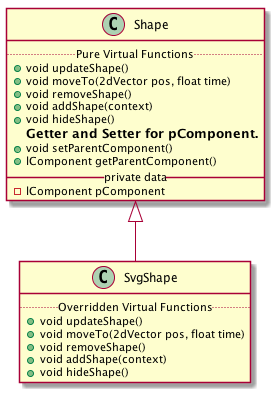 C Shape
Pure Virtual Functions
void updateShape()
void moveTo(2dVector pos, float time)
void removeShape()
void addShape(context)
void hideShape()
Getter and Setter for pComponent.
void setParentComponent()
IComponent getParentComponent()
private data
IComponent pComponent
C SvgShape
Overridden Virtual Functions
void updateShape()
void moveTo(2dVector pos, float time)
void removeShape()
void addShape(context)
void hideShape()